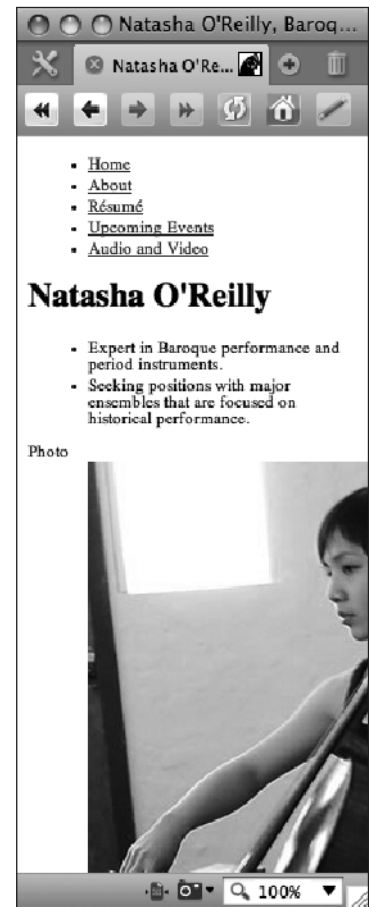 Natasha O'Reilly, Baroq...
Natasha O'Re...
Home
About
Résumé
Upcoming Events
Audio and Video
Natasha O'Reilly
Expert in Baroque performance and
period instruments.
Seeking positions with major
ensembles that are focused on
historical performance.
Photo
100%